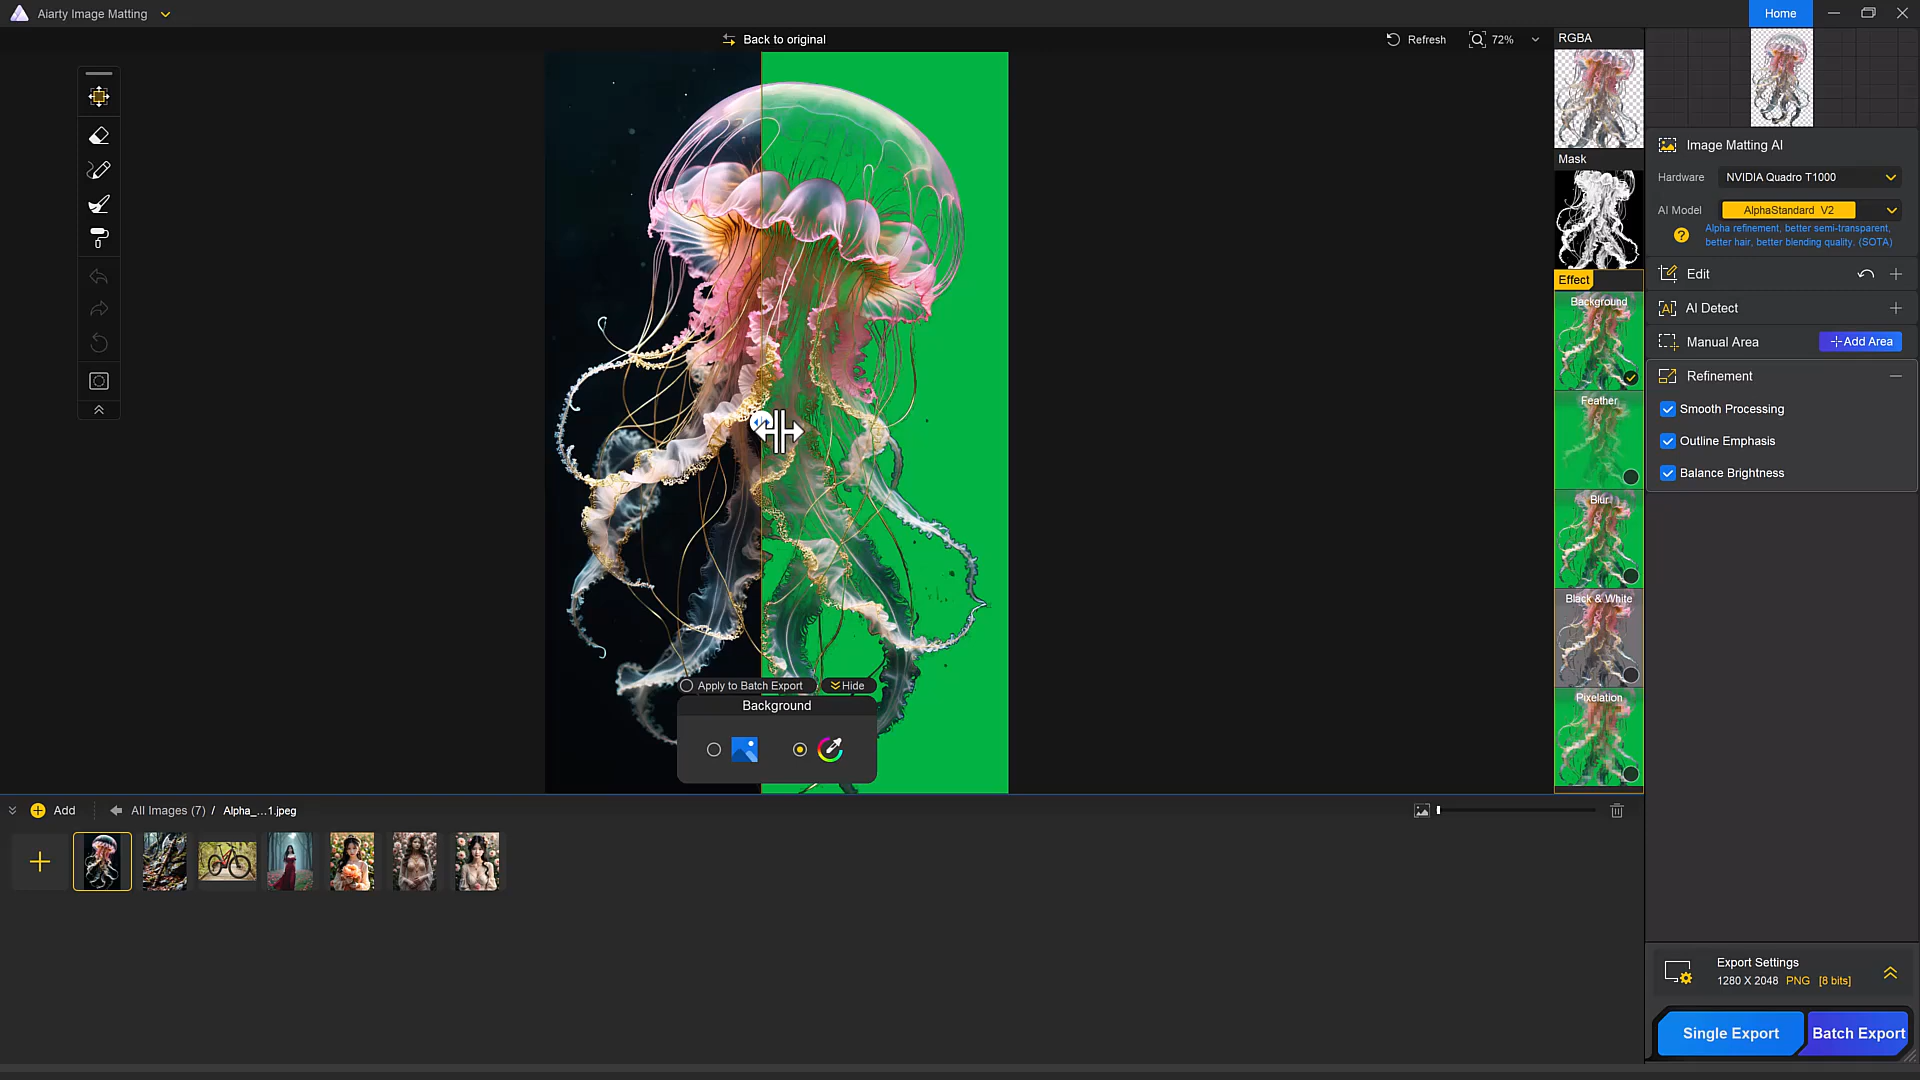 Aiarty Image Matting
Home
Back to original
Refresh
72%
RGBA
Mask
Effect
Background
Feather
Blur
Black & White
Pixelation
Image Matting AI
Hardware
NVIDIA Quadro T1000
AI Model
AlphaStandard V2
?
Alpha refinement, better semi-transparent,
better hair, better blending quality. (SOTA)
Edit
AI Detect
Manual Area
Add Area
Refinement
Smooth Processing
Outline Emphasis
Balance Brightness
Apply to Batch Export
Hide
Background
Add
All Images (7) / Alpha_...1.jpeg
Export Settings
1280 X 2048 PNG [8 bits]
Single Export
Batch Export